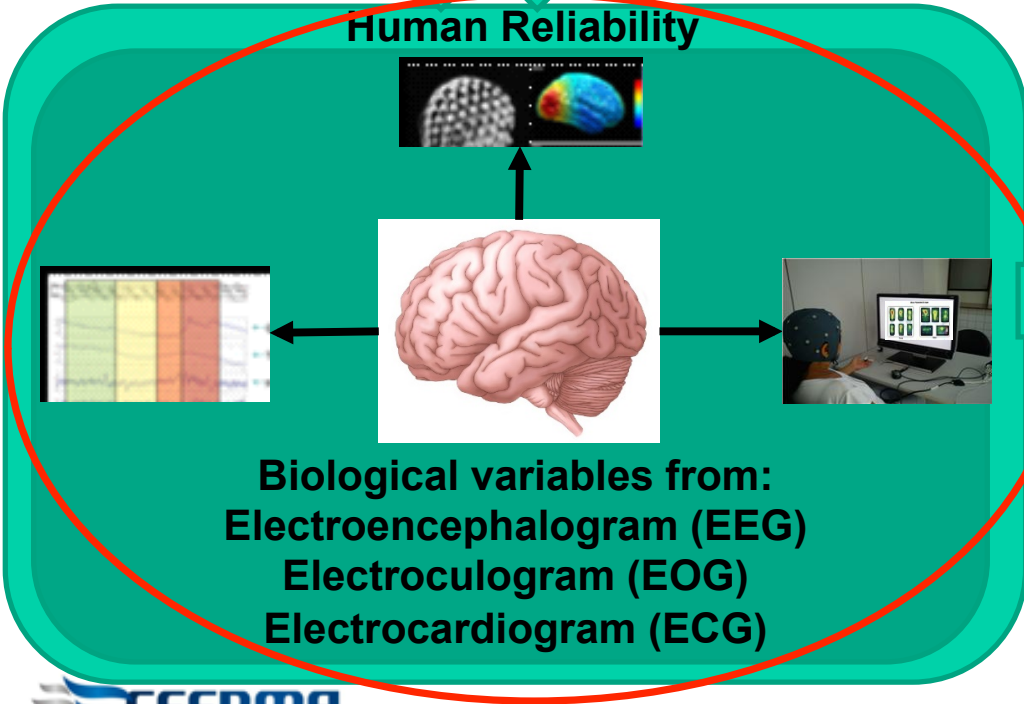 Human Reliability
Biological variables from:
Electroencephalogram (EEG)
Electroculogram (EOG)
Electrocardiogram (ECG)